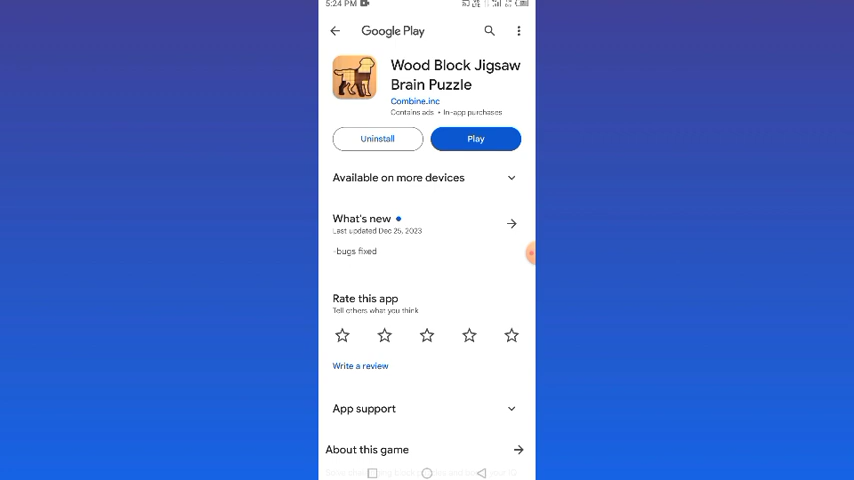 5:24 PM
Google Play
Wood Block Jigsaw
Brain Puzzle
Combine.inc
Contains ads • In-app purchases
Uninstall
Play
Available on more devices
What's new
Last updated Dec 25, 2023
-bugs fixed
Rate this app
Tell others what you think
Write a review
App support
About this game